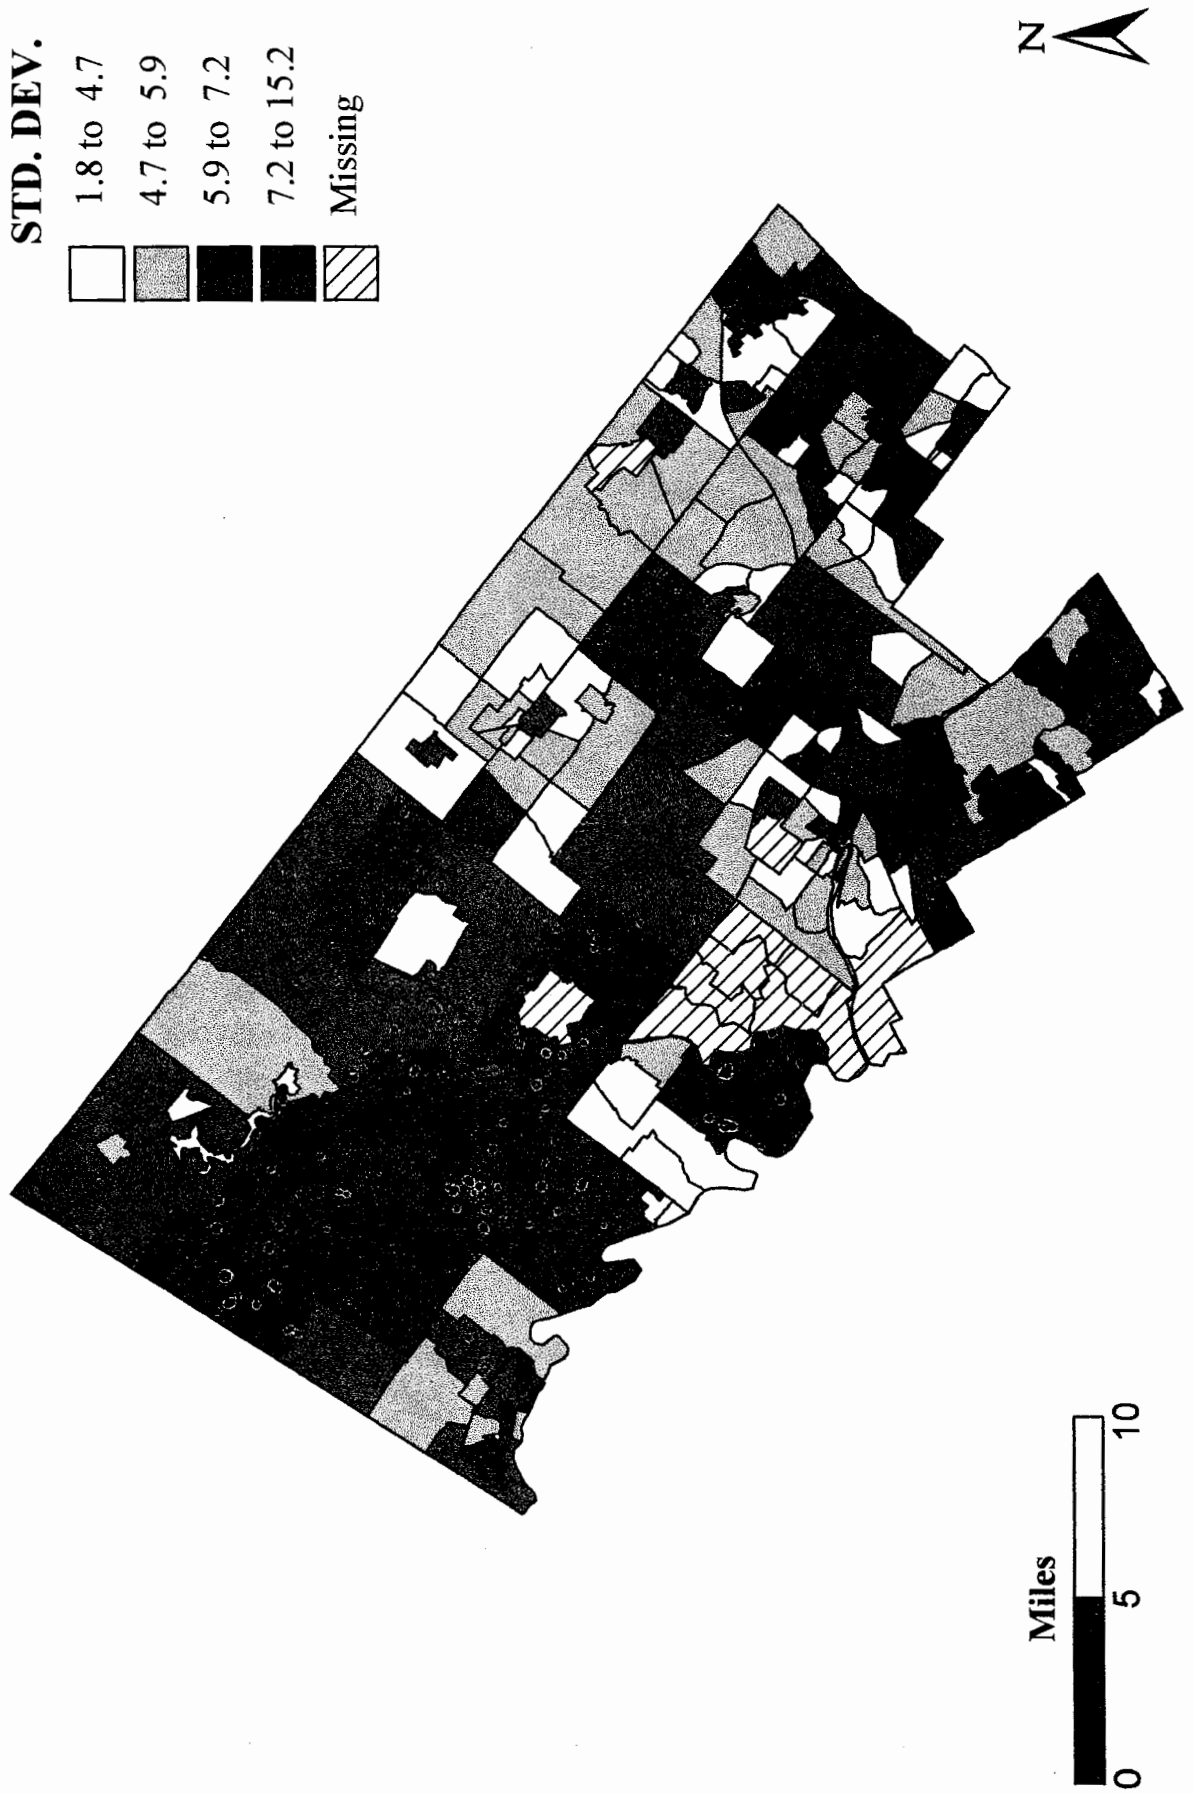 STD. DEV.
1.8 to 4.7
4.7 to 5.9
5.9 to 7.2
7.2 to 15.2
Missing
N
Miles
0 5 10